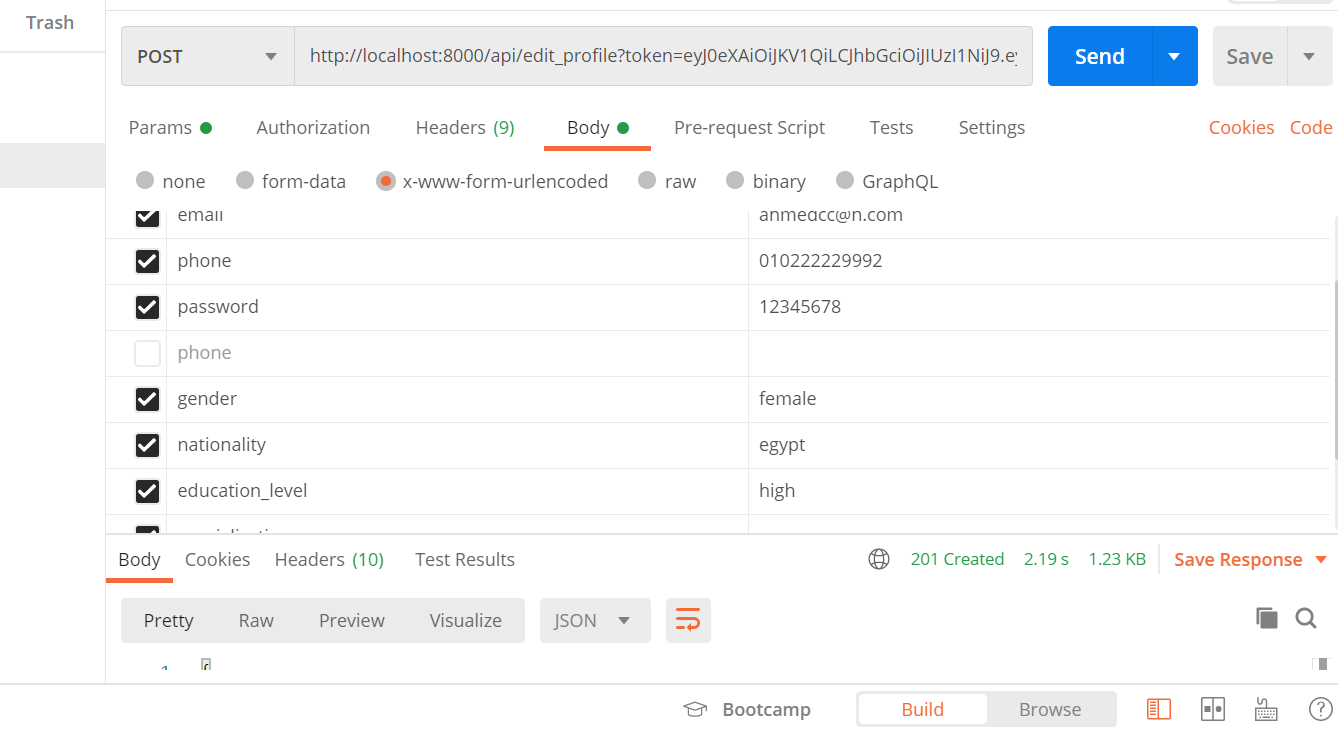 Trash
POST http://localhost:8000/api/edit_profile?token=eyJ0eXAiOiJKV1QiLCJhbGciOiJIUzI1NiJ9.ey Send Save
Params Authorization Headers (9) Body Pre-request Script Tests Settings Cookies Code
none form-data x-www-form-urlencoded raw binary GraphQL
email ahmedcc@h.com
phone 010222229992
password 12345678
phone
gender female
nationality egypt
education_level high
Body Cookies Headers (10) Test Results 201 Created 2.19 s 1.23 KB Save Response
Pretty Raw Preview Visualize JSON
1 {
Bootcamp Build Browse ?